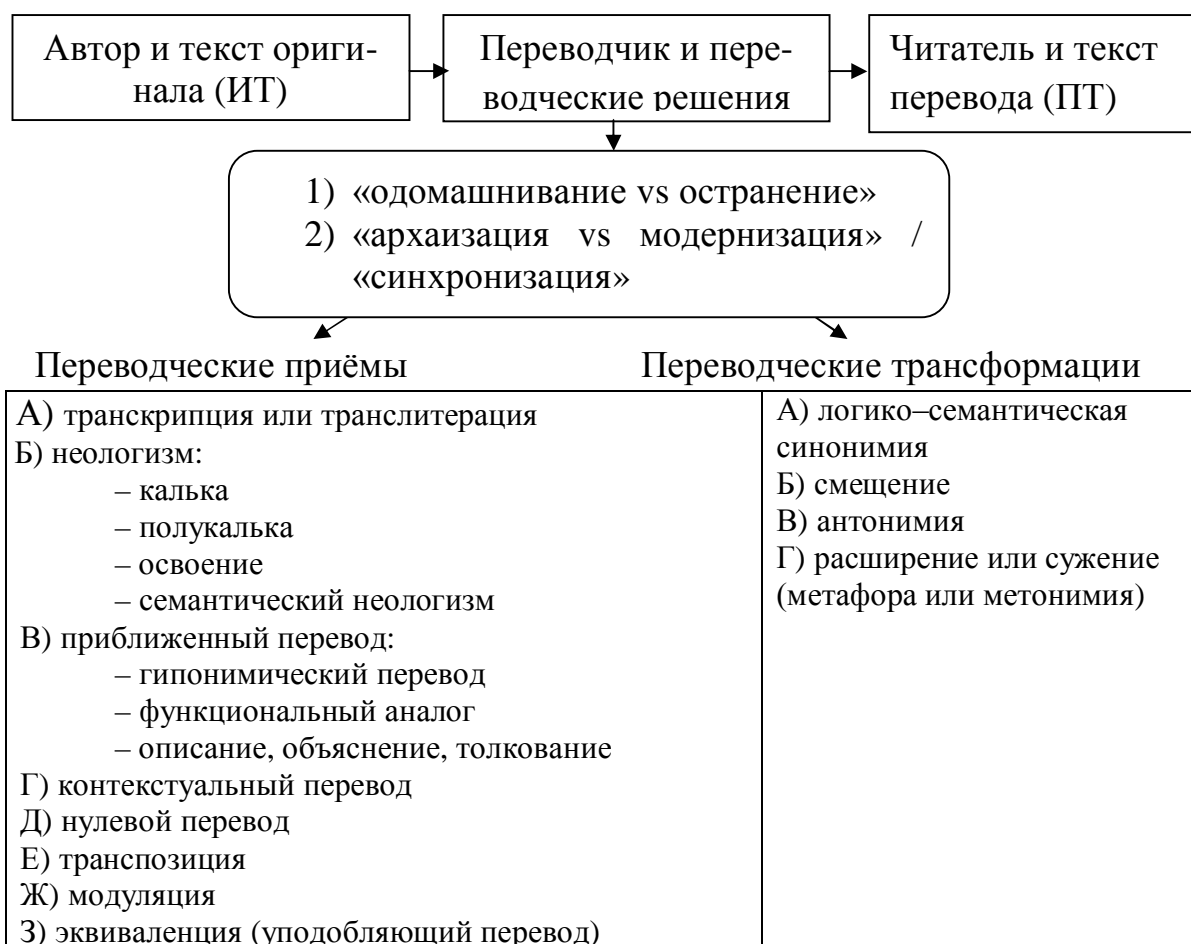 Автор и текст ориги-
нала (ИТ)
Переводчик и пере-
водческие решения
Читатель и текст
перевода (ПТ)
1) «одомашнивание vs остранение»
2) «архаизация vs модернизация» /
«синхронизация»
Переводческие приёмы
Переводческие трансформации
А) транскрипция или транслитерация
Б) неологизм:
– калька
– полукалька
– освоение
– семантический неологизм
В) приближенный перевод:
– гипонимический перевод
– функциональный аналог
– описание, объяснение, толкование
Г) контекстуальный перевод
Д) нулевой перевод
Е) транспозиция
Ж) модуляция
З) эквиваленция (уподобляющий перевод)
А) логико–семантическая
синонимия
Б) смещение
В) антонимия
Г) расширение или сужение
(метафора или метонимия)